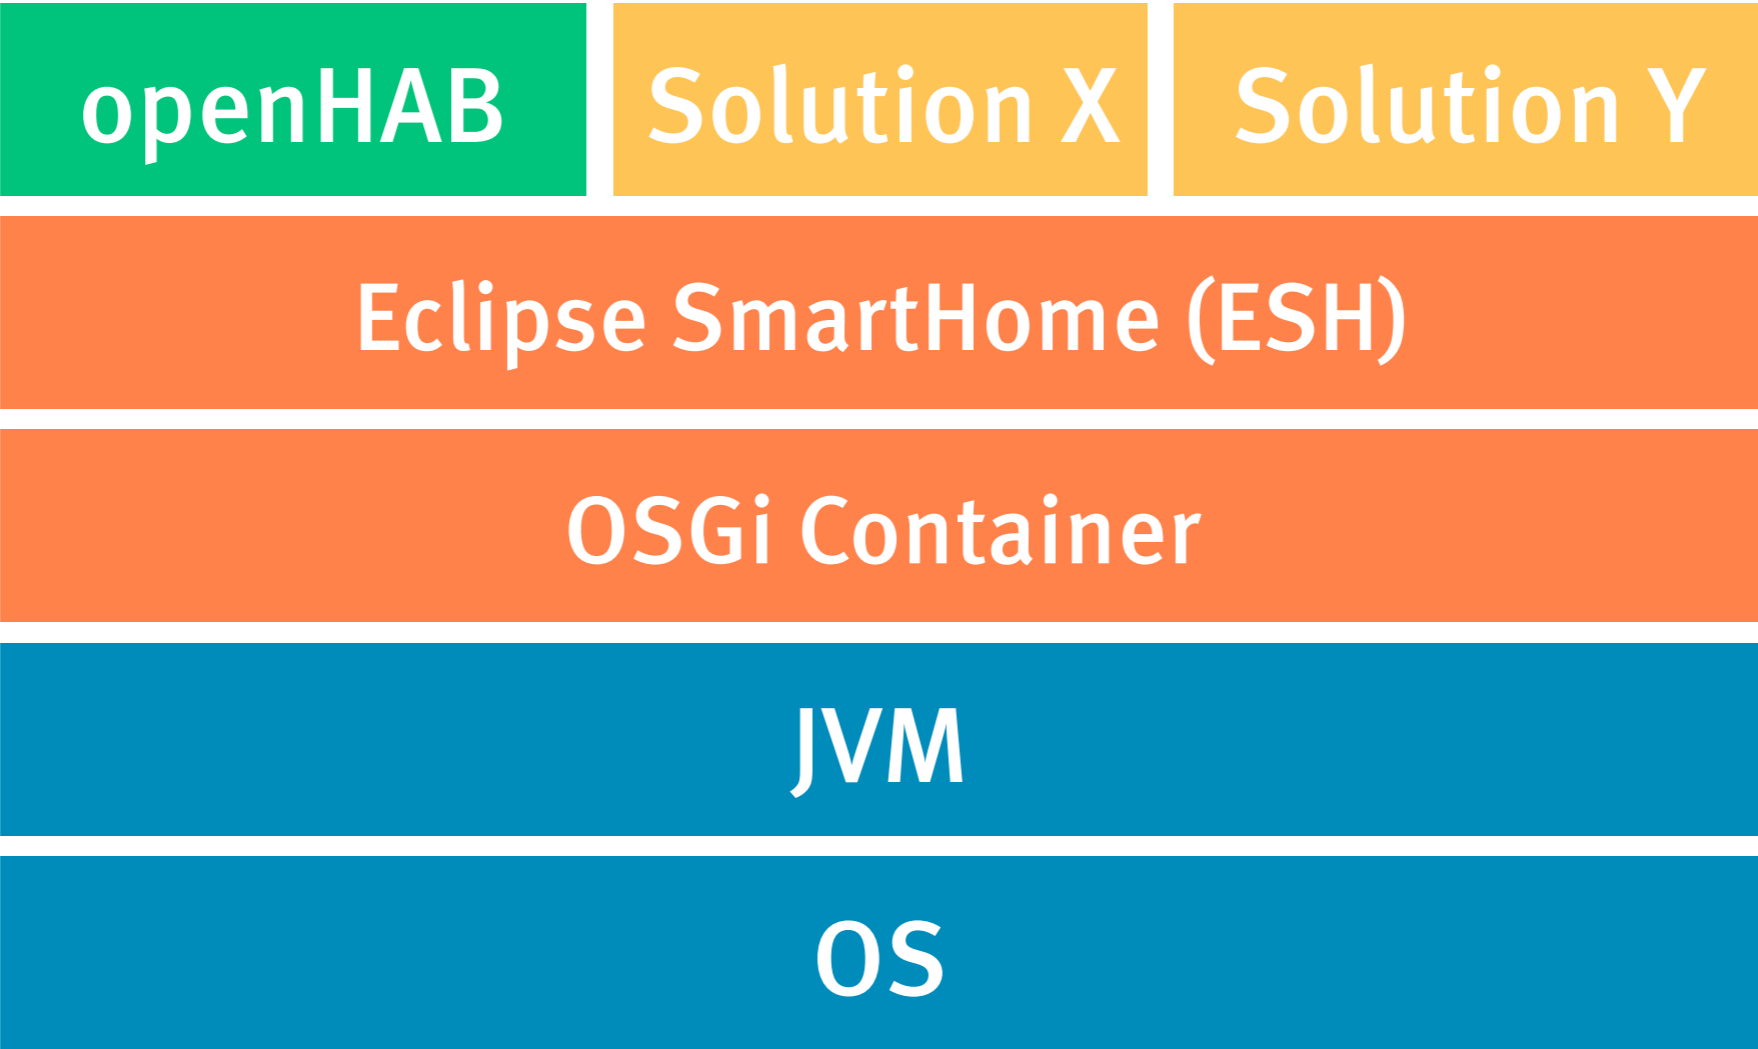 openHAB Solution X Solution Y
Eclipse SmartHome (ESH)
OSGi Container
JVM
OS